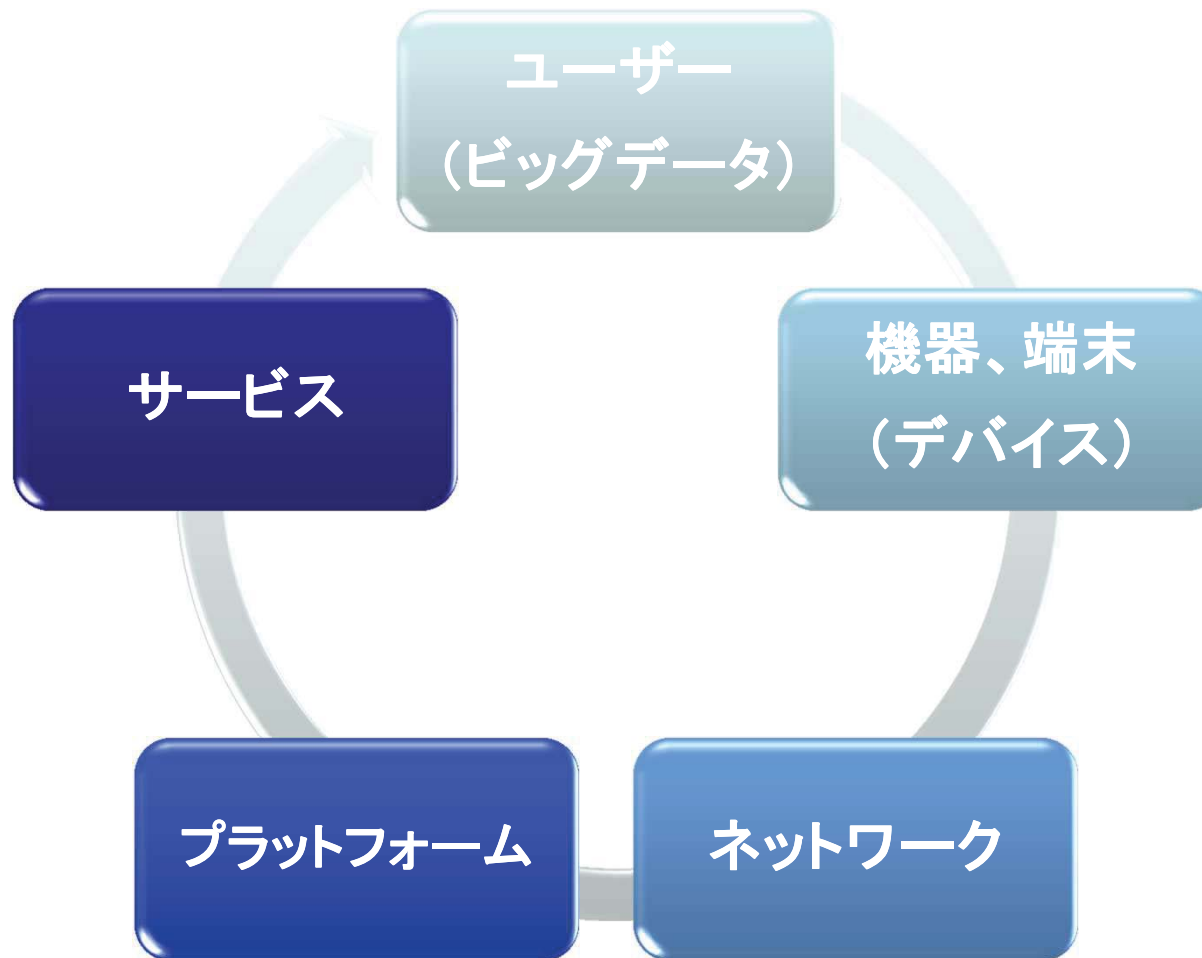 ユーザー
（ビッグデータ）
機器、端末
（デバイス）
ネットワーク
プラットフォーム
サービス